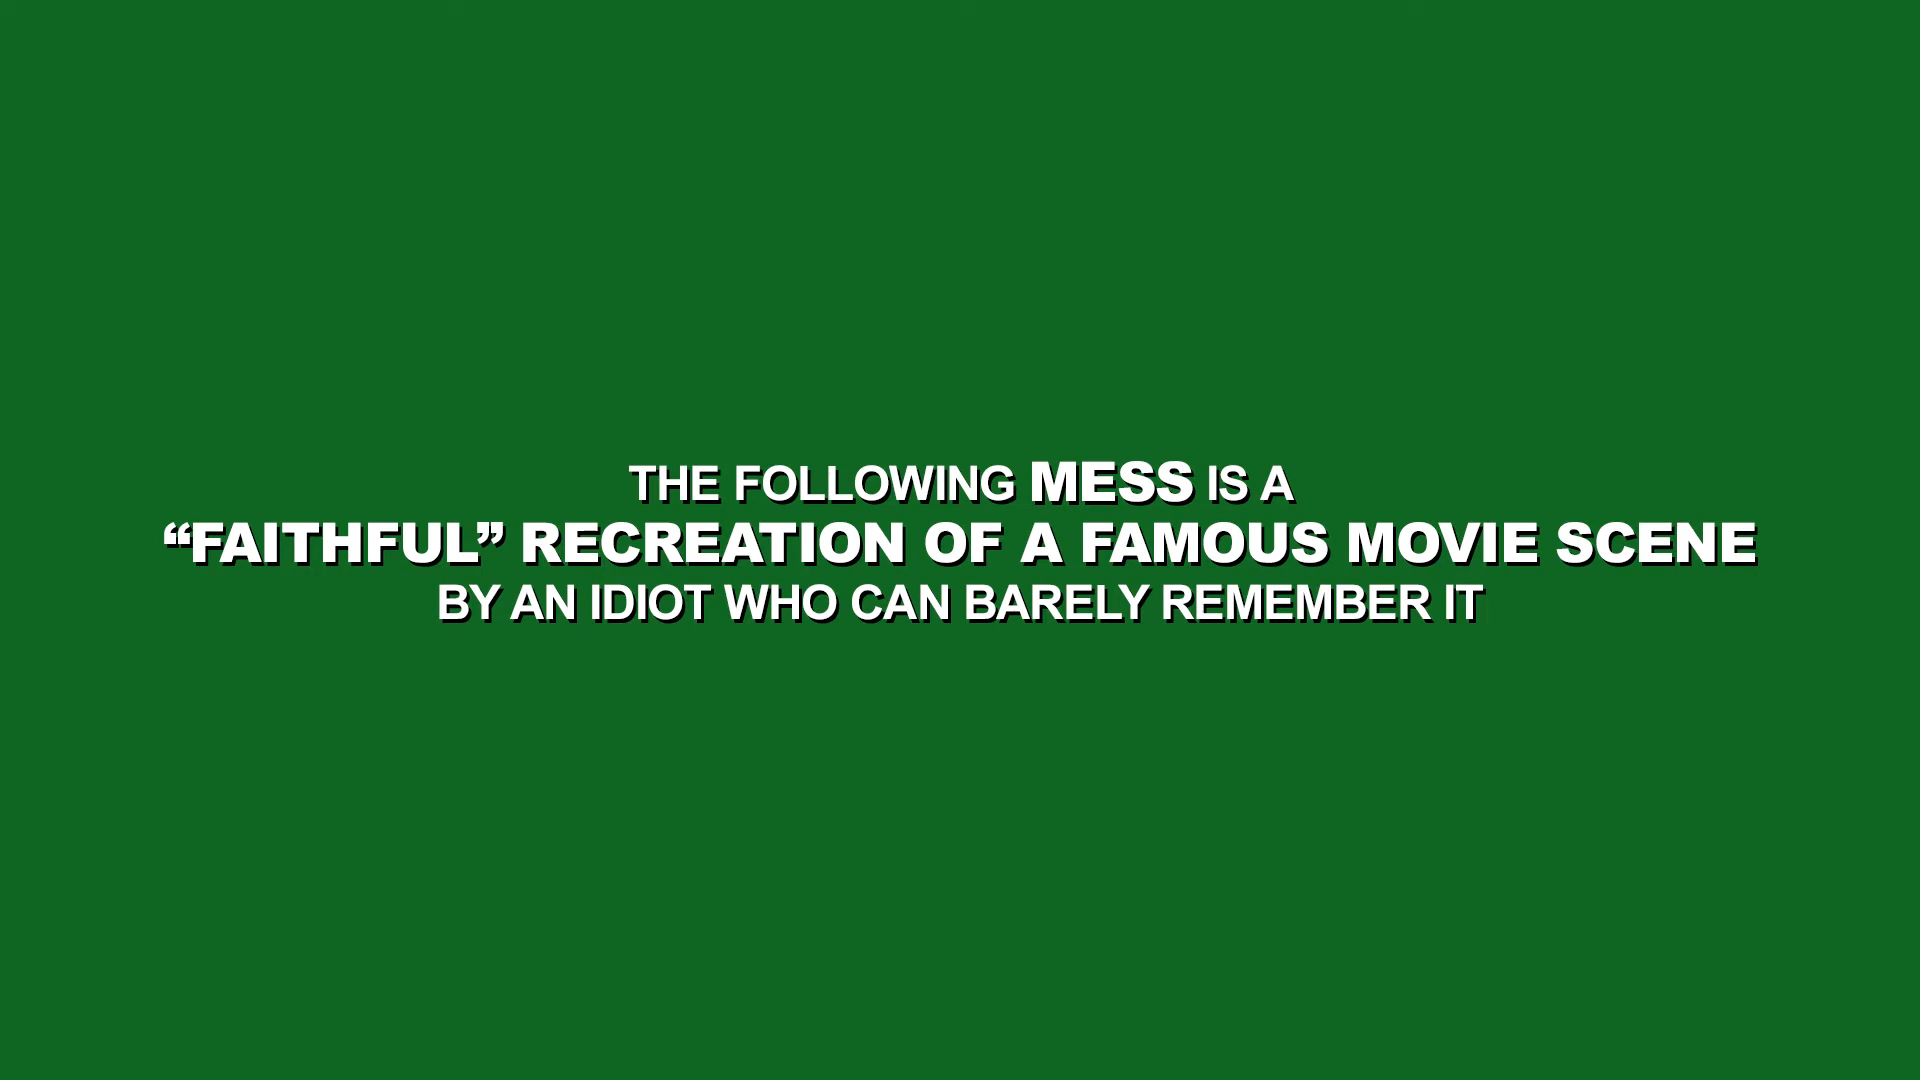 THE FOLLOWING MESS IS A
“FAITHFUL” RECREATION OF A FAMOUS MOVIE SCENE
BY AN IDIOT WHO CAN BARELY REMEMBER IT